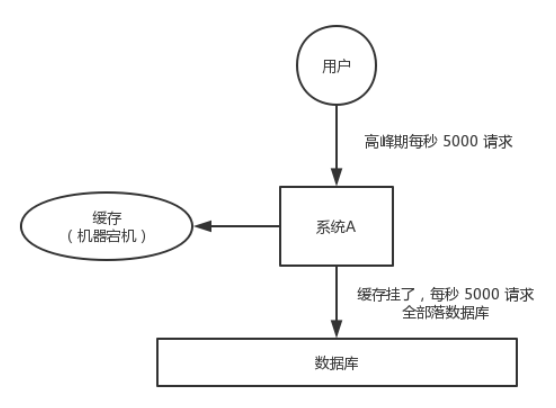 用户
高峰期每秒 5000 请求
缓存
（机器宕机）
系统A
缓存挂了，每秒 5000 请求
全部落数据库
数据库